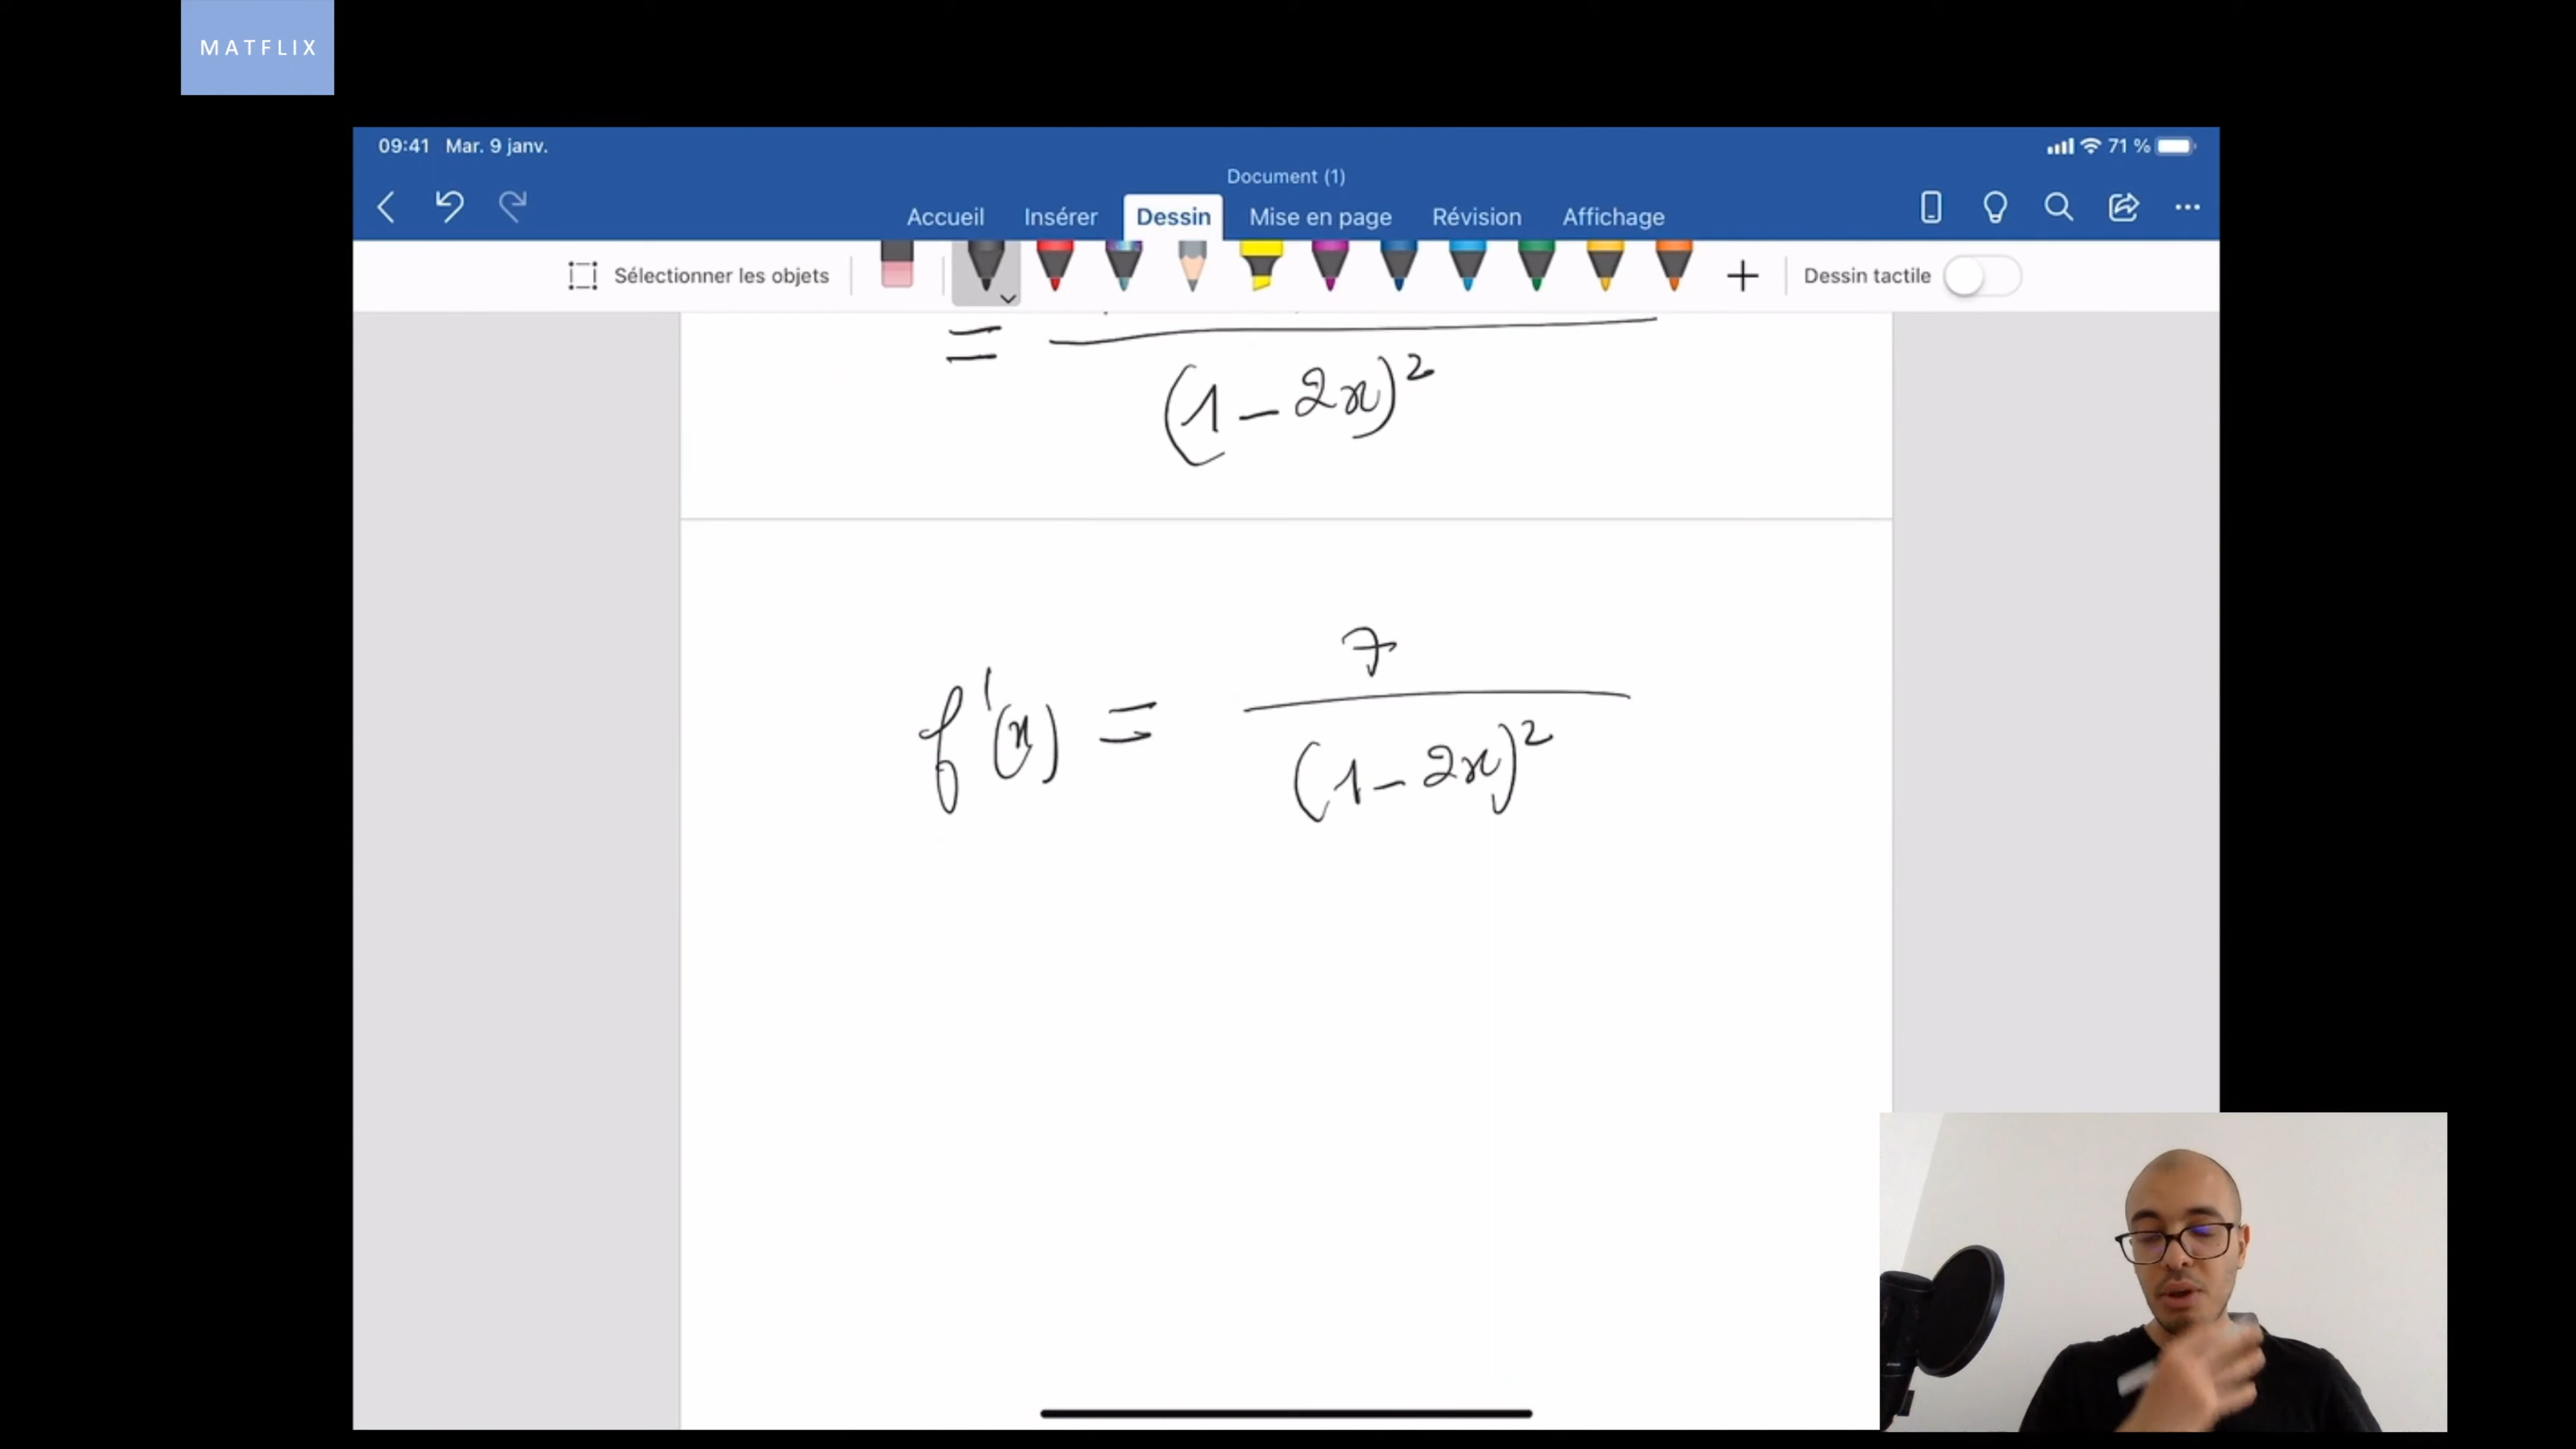 MATFLIX
09:41 Mar. 9 janv.
71 %
Document (1)
Accueil Insérer Dessin Mise en page Révision Affichage
Sélectionner les objets
Dessin tactile
=
(1-2x)²
f'(x) = 7
(1-2x)²